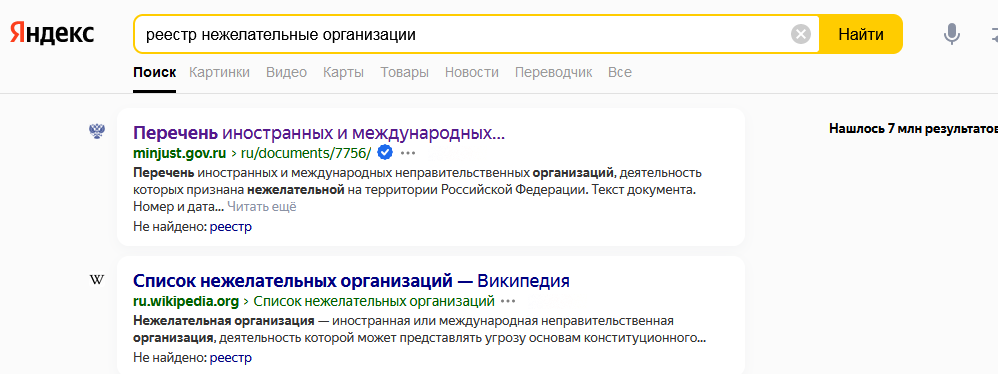 Яндекс
реестр нежелательные организации
Найти
Поиск Картинки Видео Карты Товары Новости Переводчик Все
Перечень иностранных и международных...
minjust.gov.ru › ru/documents/7756/
Перечень иностранных и международных неправительственных организаций, деятельность
которых признана нежелательной на территории Российской Федерации. Текст документа.
Номер и дата... Читать ещё
Не найдено: реестр
Нашлось 7 млн результатов
W
Список нежелательных организаций — Википедия
ru.wikipedia.org › Список нежелательных организаций
Нежелательная организация — иностранная или международная неправительственная
организация, деятельность которой может представлять угрозу основам конституционного...
Не найдено: реестр